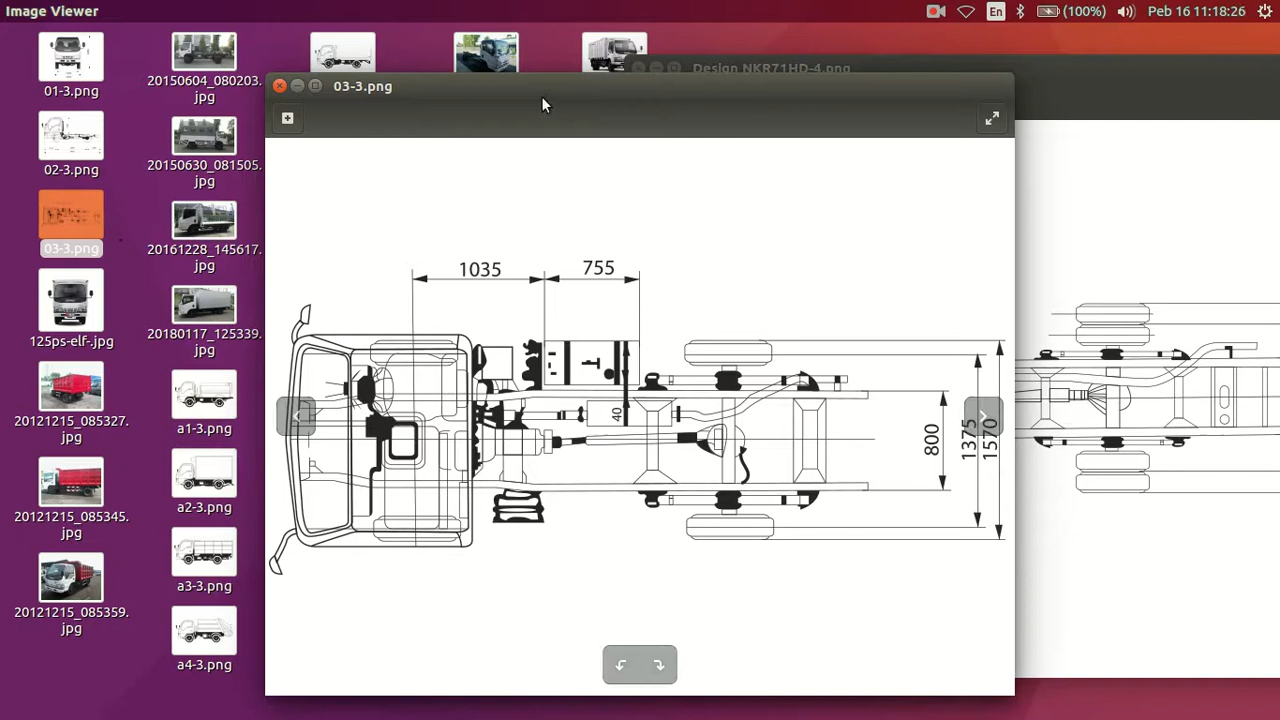 Image Viewer
En
(100%)
Peb 16 11:18:26
01-3.png
02-3.png
03-3.png
125ps-elf-.jpg
20121215_085327.
jpg
20121215_085345.
jpg
20121215_085359.
jpg
20150604_080203.
jpg
20150630_081505.
jpg
20161228_145617.
jpg
20180117_125339.
jpg
a1-3.png
a2-3.png
a3-3.png
a4-3.png
Design NKR71HD-4.png
03-3.png
1035
755
40
800
1375
1570